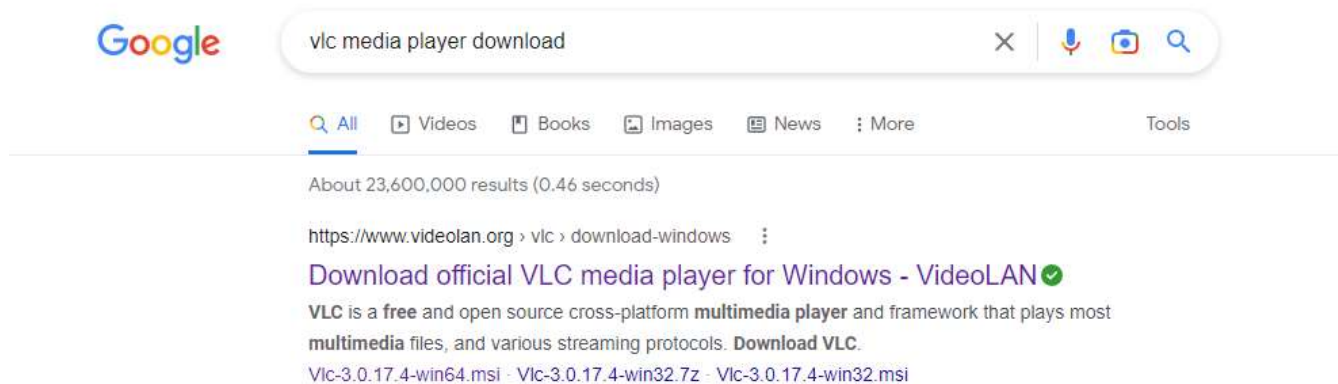 Google
vlc media player download
All Videos Books Images News More Tools
About 23,600,000 results (0.46 seconds)
https://www.videolan.org › vlc › download-windows
Download official VLC media player for Windows - VideoLAN
VLC is a free and open source cross-platform multimedia player and framework that plays most
multimedia files, and various streaming protocols. Download VLC.
Vlc-3.0.17.4-win64.msi · Vlc-3.0.17.4-win32.7z · Vlc-3.0.17.4-win32.msi